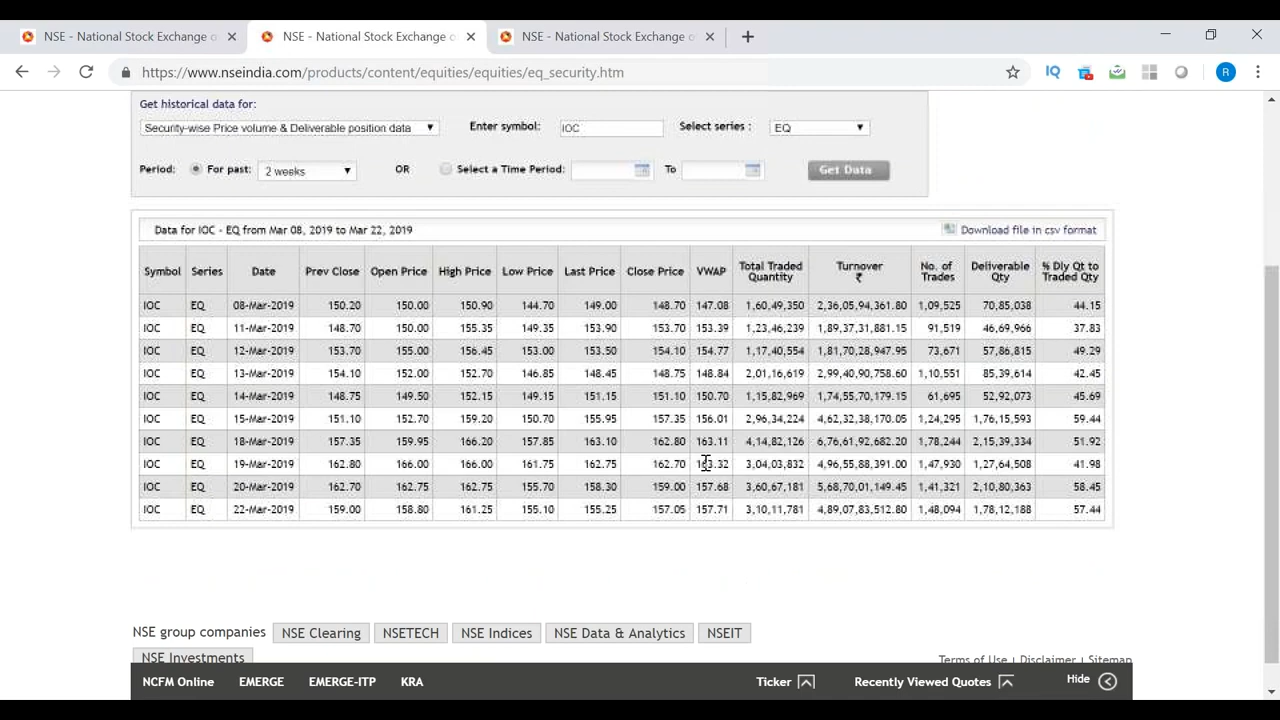 NSE - National Stock Exchange o NSE - National Stock Exchange o NSE - National Stock Exchange o
https://www.nseindia.com/products/content/equities/equities/eq_security.htm IQ R
Get historical data for:
Security-wise Price volume & Deliverable position data Enter symbol: IOC Select series : EQ
Period: For past: 2 weeks OR Select a Time Period: To Get Data
Data for IOC - EQ from Mar 08, 2019 to Mar 22, 2019 Download file in csv format
Symbol Series Date Prev Close Open Price High Price Low Price Last Price Close Price VWAP Total Traded Quantity Turnover ₹ No. of Trades Deliverable Qty % Dly Qt to Traded Qty
IOC EQ 08-Mar-2019 150.20 150.00 150.90 144.70 149.00 148.70 147.08 1,60,49,350 2,36,05,94,361.80 1,09,525 70,85,038 44.15
IOC EQ 11-Mar-2019 148.70 150.00 155.35 149.35 153.90 153.70 153.39 1,23,46,239 1,89,37,31,881.15 91,519 46,69,966 37.83
IOC EQ 12-Mar-2019 153.70 155.00 156.45 153.00 153.50 154.10 154.77 1,17,40,554 1,81,70,28,947.95 73,671 57,86,815 49.29
IOC EQ 13-Mar-2019 154.10 152.00 152.70 146.85 148.45 148.75 148.84 2,01,16,619 2,99,40,90,758.60 1,10,551 85,39,614 42.45
IOC EQ 14-Mar-2019 148.75 149.50 152.15 149.15 151.15 151.10 150.70 1,15,82,969 1,74,55,70,179.15 61,695 52,92,073 45.69
IOC EQ 15-Mar-2019 151.10 152.70 159.20 150.70 155.95 157.35 156.01 2,96,34,224 4,62,32,38,170.05 1,24,295 1,76,15,593 59.44
IOC EQ 18-Mar-2019 157.35 159.95 166.20 157.85 163.10 162.80 163.11 4,14,82,126 6,76,61,92,682.20 1,78,244 2,15,39,334 51.92
IOC EQ 19-Mar-2019 162.80 166.00 166.00 161.75 162.75 162.70 163.32 3,04,03,832 4,96,55,88,391.00 1,47,930 1,27,64,508 41.98
IOC EQ 20-Mar-2019 162.70 162.75 162.75 155.70 158.30 159.00 157.68 3,60,67,181 5,68,70,01,149.45 1,41,321 2,10,80,363 58.45
IOC EQ 22-Mar-2019 159.00 158.80 161.25 155.10 155.25 157.05 157.71 3,10,11,781 4,89,07,83,512.80 1,48,094 1,78,12,188 57.44
NSE group companies NSE Clearing NSETECH NSE Indices NSE Data & Analytics NSEIT
NSE Investments Terms of Use | Disclaimer | Sitemap
NCFM Online EMERGE EMERGE-ITP KRA Ticker Recently Viewed Quotes Hide